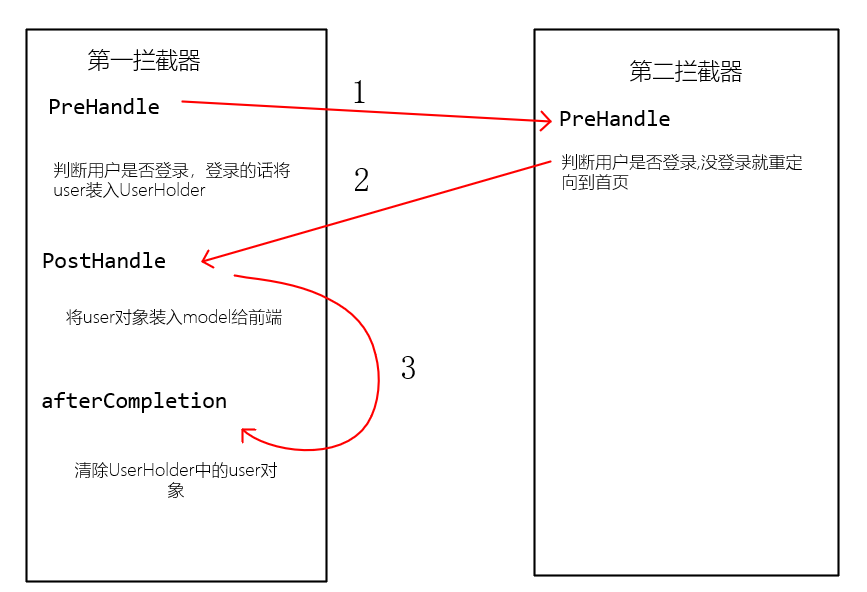 第一拦截器
PreHandle
判断用户是否登录，登录的话将
user装入UserHolder
PostHandle
将user对象装入model给前端
afterCompletion
清除UserHolder中的user对
象
1
2
3
第二拦截器
PreHandle
判断用户是否登录,没登录就重定
向到首页